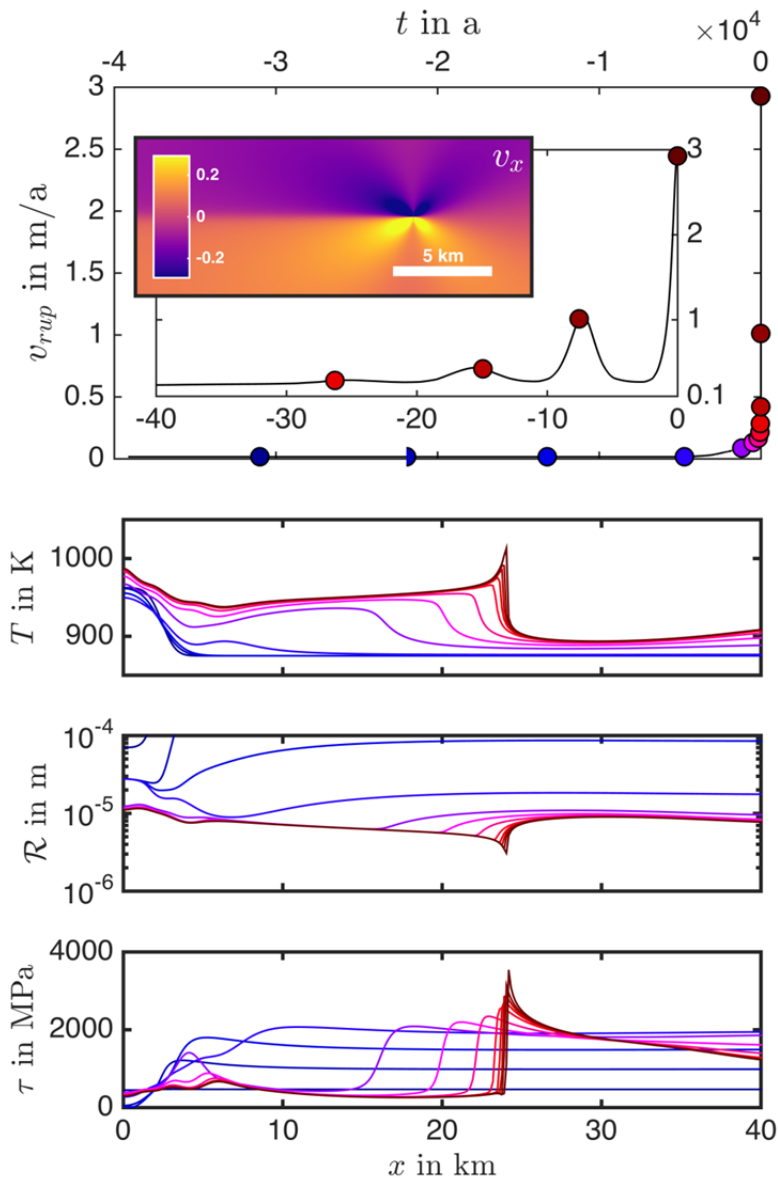 t in a
×10⁴
-4 -3 -2 -1 0
3
2.5
2
1.5
1
0.5
0
v_rup in m/a
v_x
0.2
0
-0.2
5 km
3
2
1
0.1
-40 -30 -20 -10 0
1000
900
T in K
10⁻⁴
10⁻⁵
10⁻⁶
ℛ in m
4000
2000
0
τ in MPa
0 10 20 30 40
x in km